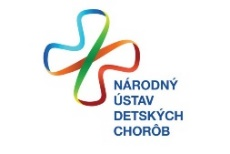 NÁRODNÝ
ÚSTAV
DETSKÝCH
CHORÔB